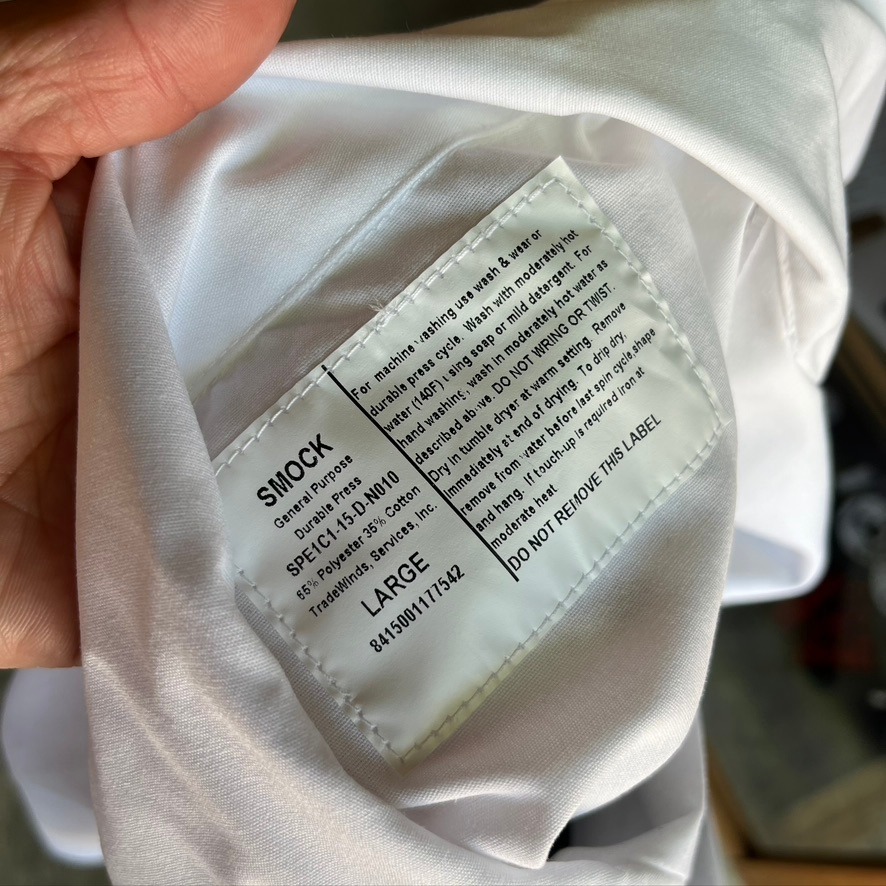 SMOCK
General Purpose
Durable Press
SPE1C1-15-D-N010
65% Polyester 35% Cotton
TradeWinds, Services, Inc.
LARGE
8415001177542
For machine washing use wash & wear or
durable press cycle. Wash with moderately hot
water (140F) using soap or mild detergent. For
hand washing, wash in moderately hot water as
described above. DO NOT WRING OR TWIST.
Dry in tumble dryer at warm setting. Remove
immediately at end of drying. To drip dry,
remove from water before last spin cycle,shape
and hang. If touch-up is required iron at
moderate heat
DO NOT REMOVE THIS LABEL